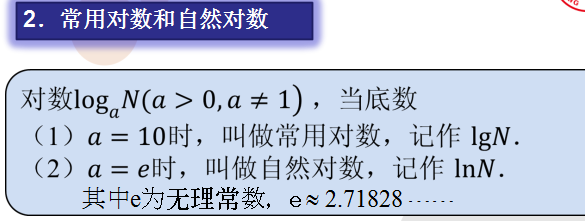 2．常用对数和自然对数
对数logₐN(a > 0, a ≠ 1)，当底数
（1）a = 10时，叫做常用对数，记作 lgN．
（2）a = e时，叫做自然对数，记作 lnN．
其中e为无理常数，e≈2.71828……